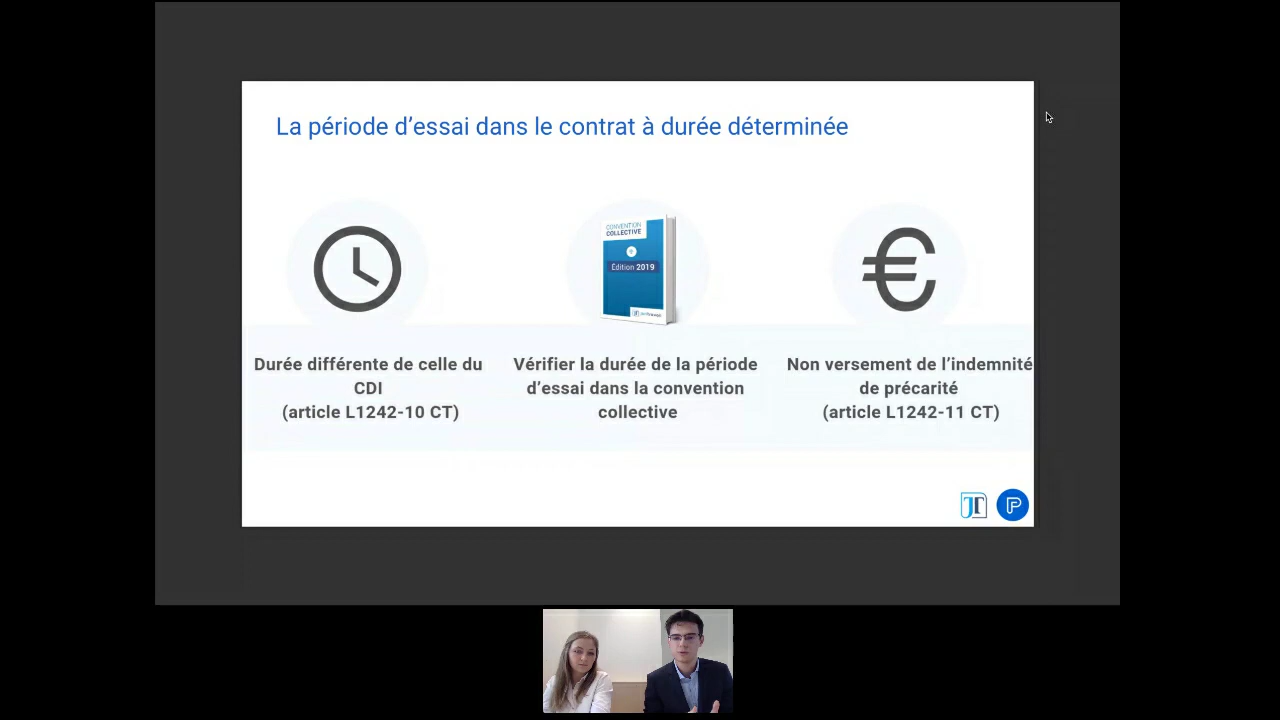 La période d’essai dans le contrat à durée déterminée
CONVENTION
COLLECTIVE
Édition 2019
Durée différente de celle du
CDI
(article L1242-10 CT)
Vérifier la durée de la période
d’essai dans la convention
collective
Non versement de l’indemnité
de précarité
(article L1242-11 CT)